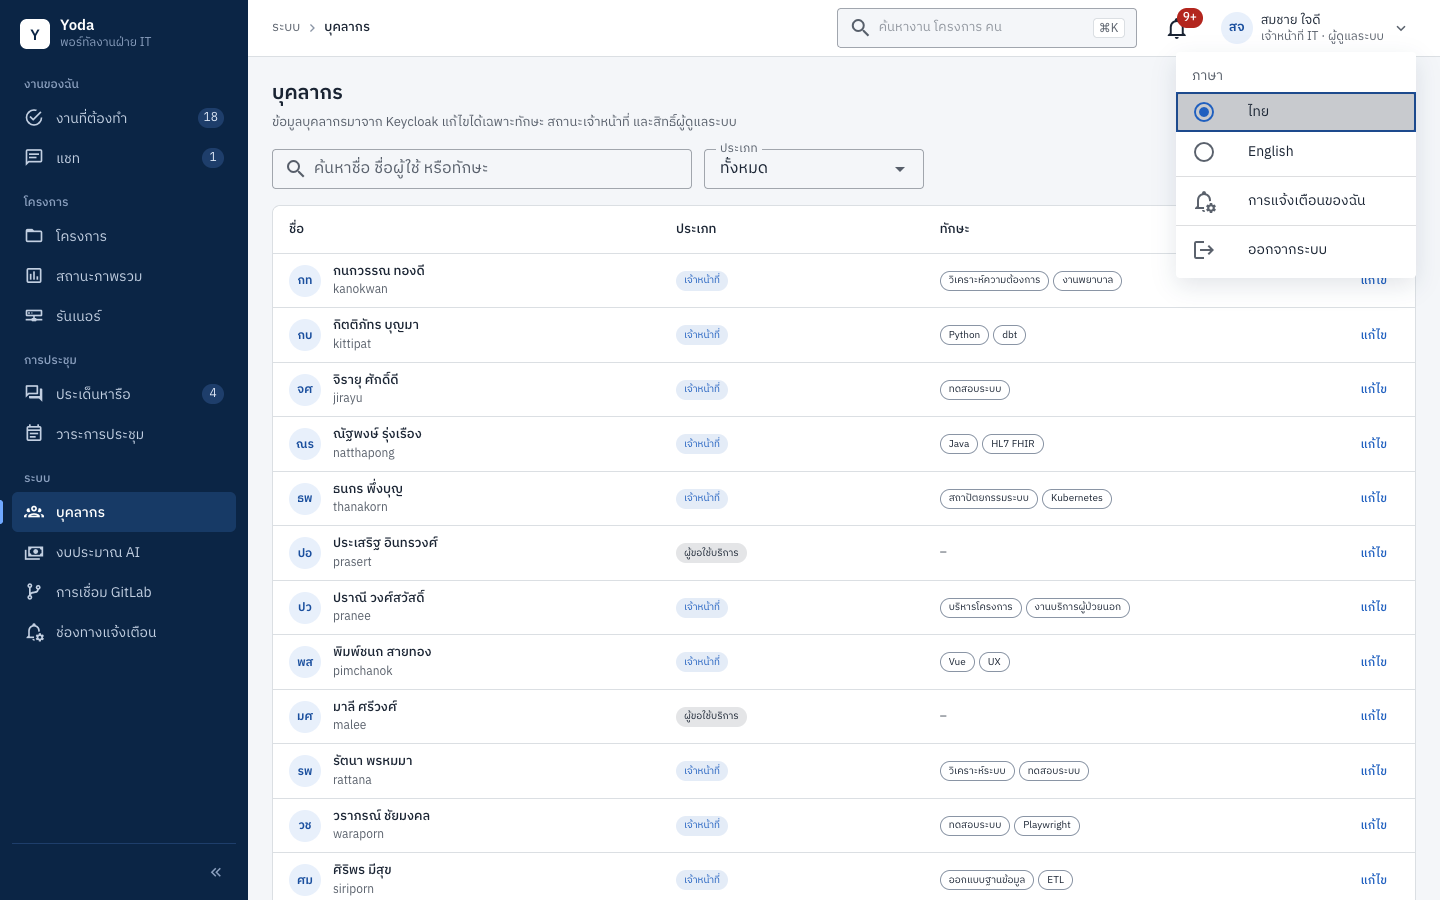 Y
Yoda
พอร์ทัลงานฝ่าย IT
งานของฉัน
งานที่ต้องทำ 18
แชท 1
โครงการ
โครงการ
สถานะภาพรวม
รันเนอร์
การประชุม
ประเด็นหารือ 4
วาระการประชุม
ระบบ
บุคลากร
งบประมาณ AI
การเชื่อม GitLab
ช่องทางแจ้งเตือน
ระบบ > บุคลากร
ค้นหางาน โครงการ คน ⌘K
9+
สจ
สมชาย ใจดี
เจ้าหน้าที่ IT · ผู้ดูแลระบบ
ภาษา
ไทย
English
การแจ้งเตือนของฉัน
ออกจากระบบ
บุคลากร
ข้อมูลบุคลากรมาจาก Keycloak แก้ไขได้เฉพาะทักษะ สถานะเจ้าหน้าที่ และสิทธิ์ผู้ดูแลระบบ
ค้นหาชื่อ ชื่อผู้ใช้ หรือทักษะ
ประเภท
ทั้งหมด
ชื่อ ประเภท ทักษะ
กท กนกวรรณ ทองดี เจ้าหน้าที่ วิเคราะห์ความต้องการ งานพยาบาล แก้ไข
kanokwan
กบ กิตติภัทร บุญมา เจ้าหน้าที่ Python dbt แก้ไข
kittipat
จศ จิรายุ ศักดิ์ดี เจ้าหน้าที่ ทดสอบระบบ แก้ไข
jirayu
ณร ณัฐพงษ์ รุ่งเรือง เจ้าหน้าที่ Java HL7 FHIR แก้ไข
natthapong
ธพ ธนกร พึ่งบุญ เจ้าหน้าที่ สถาปัตยกรรมระบบ Kubernetes แก้ไข
thanakorn
ปอ ประเสริฐ อินทรวงศ์ ผู้ขอใช้บริการ – แก้ไข
prasert
ปว ปราณี วงศ์สวัสดิ์ เจ้าหน้าที่ บริหารโครงการ งานบริการผู้ป่วยนอก แก้ไข
pranee
พส พิมพ์ชนก สายทอง เจ้าหน้าที่ Vue UX แก้ไข
pimchanok
มศ มาลี ศรีวงศ์ ผู้ขอใช้บริการ – แก้ไข
malee
รพ รัตนา พรหมมา เจ้าหน้าที่ วิเคราะห์ระบบ ทดสอบระบบ แก้ไข
rattana
วช วราภรณ์ ชัยมงคล เจ้าหน้าที่ ทดสอบระบบ Playwright แก้ไข
waraporn
ศม ศิริพร มีสุข เจ้าหน้าที่ ออกแบบฐานข้อมูล ETL แก้ไข
siriporn